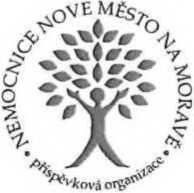 NEMOCNICE NOVÉ MĚSTO NA MORAVĚ
• příspěvková organizace •